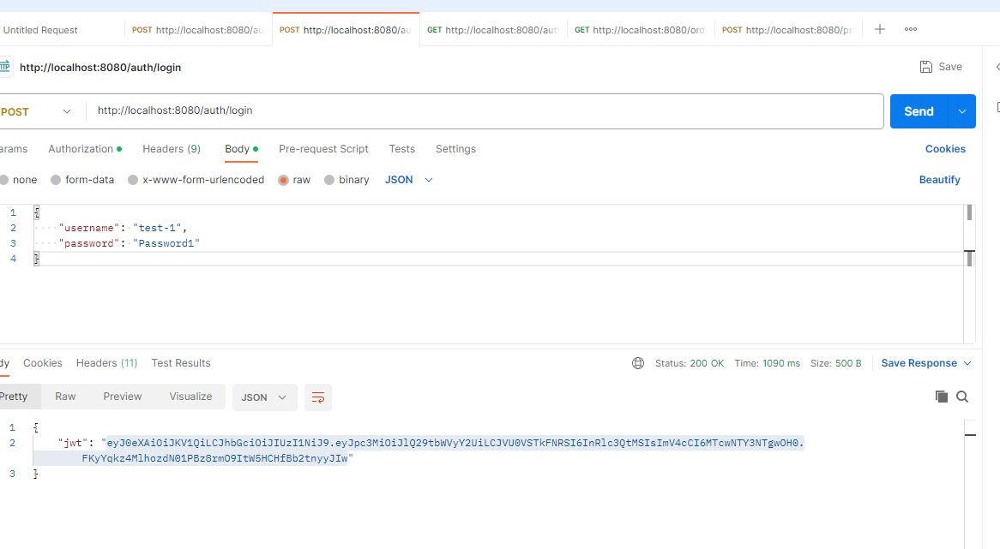 Untitled Request POST http://localhost:8080/au POST http://localhost:8080/au GET http://localhost:8080/aut GET http://localhost:8080/ord POST http://localhost:8080/pr
http://localhost:8080/auth/login Save
POST http://localhost:8080/auth/login Send
arams Authorization Headers (9) Body Pre-request Script Tests Settings Cookies
none form-data x-www-form-urlencoded raw binary JSON Beautify
1 {
2 "username": "test-1",
3 "password": "Password1"
4 }
dy Cookies Headers (11) Test Results Status: 200 OK Time: 1090 ms Size: 500 B Save Response
Pretty Raw Preview Visualize JSON
1 {
2 "jwt": "eyJ0eXAiOiJKV1QiLCJhbGciOiJIUzI1NiJ9.eyJpc3MiOiJlQ29tbWVyY2UiLCJVU0VSTkFNRSI6InRlc3QtMSIsImV4cCI6MTcwNTY3NTgwOH0.
FKyYqkz4MlhozdN01PBz8rmO9ItW5HCHfBb2tnyyJIw"
3 }